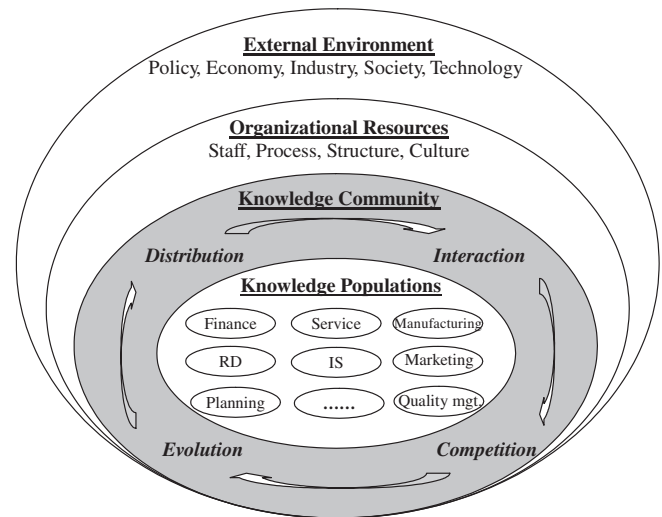 External Environment
Policy, Economy, Industry, Society, Technology
Organizational Resources
Staff, Process, Structure, Culture
Knowledge Community
Distribution
Interaction
Knowledge Populations
Finance
Service
Manufacturing
RD
IS
Marketing
Planning
......
Quality mgt.
Evolution
Competition